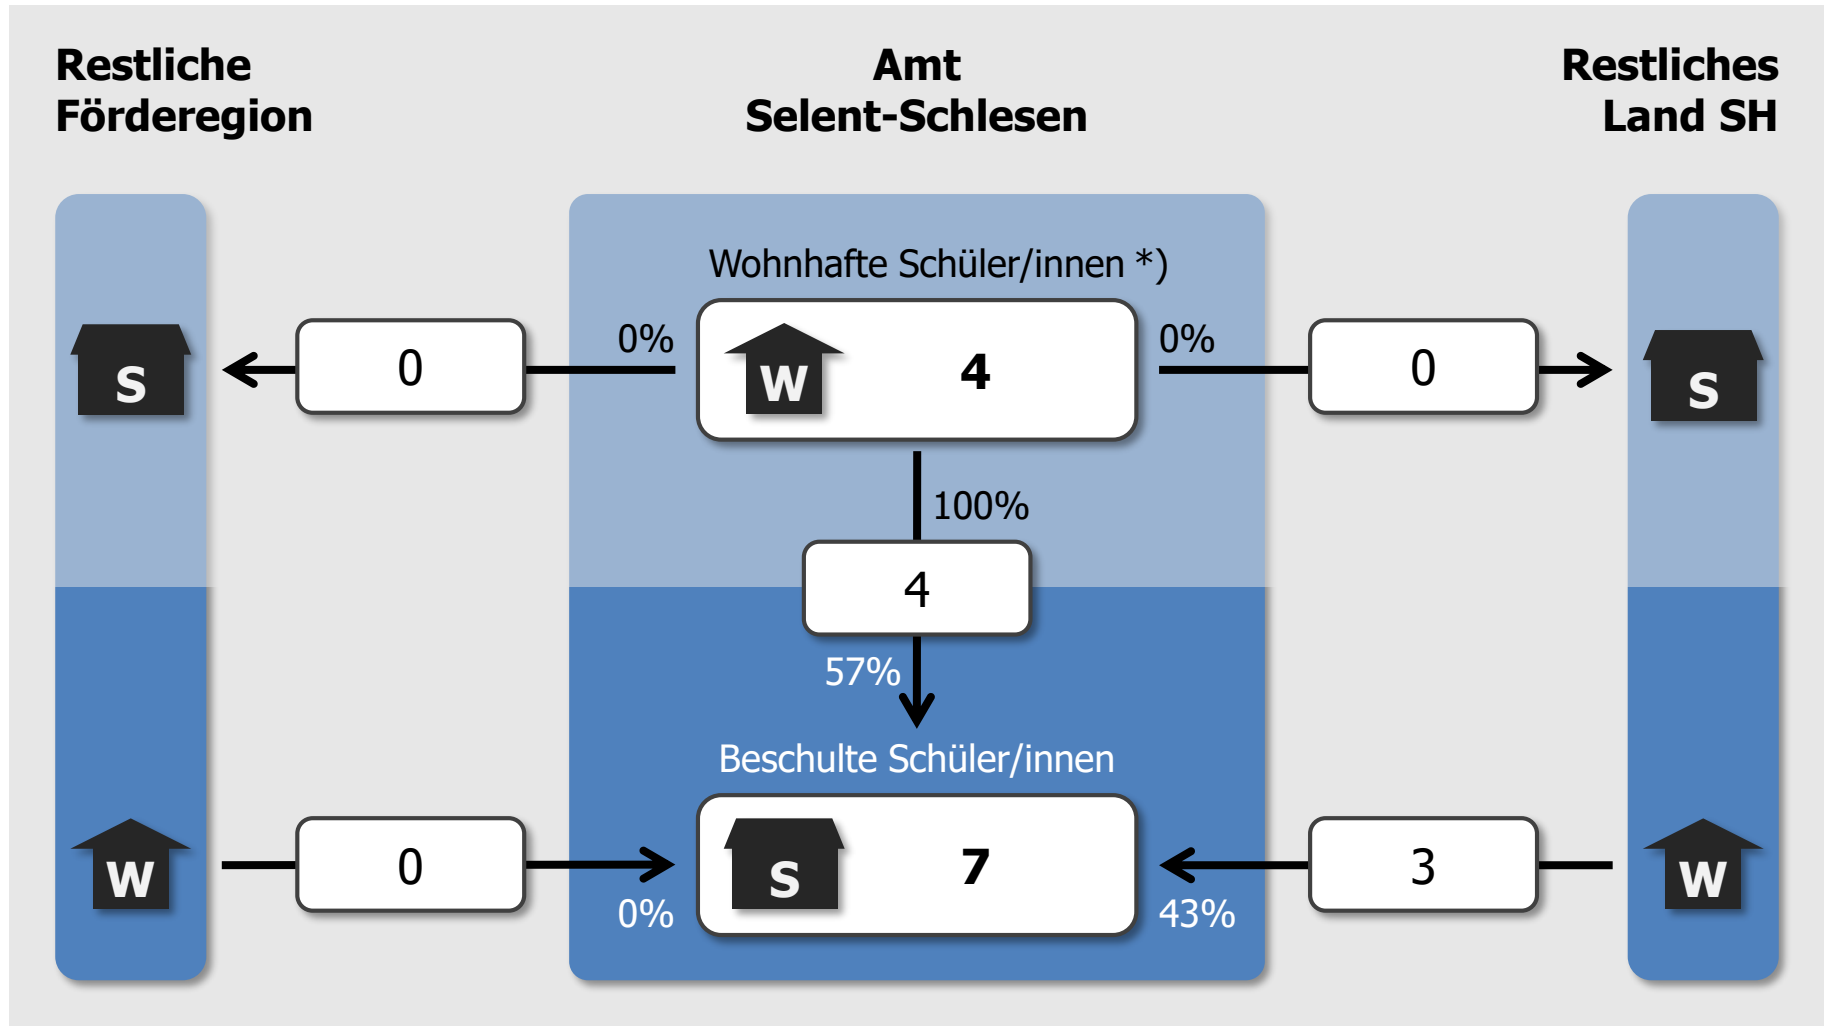 Restliche
Förderegion
Amt
Selent-Schlesen
Restliches
Land SH
Wohnhafte Schüler/innen *)
S
0
0%
W
4
0%
0
S
100%
4
57%
Beschulte Schüler/innen
W
0
0%
S
7
43%
3
W